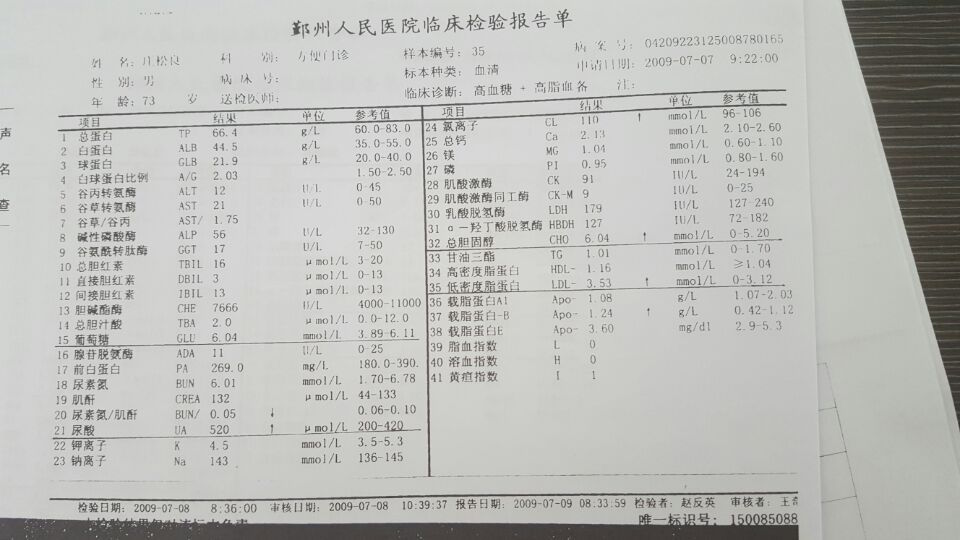 鄞州人民医院临床检验报告单
姓 名: 庄松良 科 别: 方便门诊 样本编号: 35 病 案 号: 04209223125008780165
性 别: 男 病 床 号: 标本种类: 血清 申请日期: 2009-07-07 9:22:00
年 龄: 73 岁 送检医师: 临床诊断: 高血糖 + 高脂血症 注:
项目 结果 单位 参考值
1 总蛋白 TP 66.4 g/L 60.0-83.0
2 白蛋白 ALB 44.5 g/L 35.0-55.0
3 球蛋白 GLB 21.9 g/L 20.0-40.0
4 白球蛋白比例 A/G 2.03 1.50-2.50
5 谷丙转氨酶 ALT 12 U/L 0-45
6 谷草转氨酶 AST 21 U/L 0-50
7 谷草/谷丙 AST/ 1.75
8 碱性磷酸酶 ALP 56 U/L 32-130
9 谷氨酰转肽酶 GGT 17 U/L 7-50
10 总胆红素 TBIL 16 μmol/L 3-20
11 直接胆红素 DBIL 3 μmol/L 0-13
12 间接胆红素 IBIL 13 μmol/L 0-13
13 胆碱酯酶 CHE 7666 U/L 4000-11000
14 总胆汁酸 TBA 2.0 μmol/L 0.0-12.0
15 葡萄糖 GLU 6.04 mmol/L 3.89-6.11
16 腺苷脱氨酶 ADA 11 U/L 0-25
17 前白蛋白 PA 269.0 mg/L 180.0-390.
18 尿素氮 BUN 6.01 mmol/L 1.70-6.78
19 肌酐 CREA 132 μmol/L 44-133
20 尿素氮/肌酐 BUN/ 0.05 ↓ 0.06-0.10
21 尿酸 UA 520 ↑ μmol/L 200-420
22 钾离子 K 4.5 mmol/L 3.5-5.3
23 钠离子 Na 143 mmol/L 136-145
项目 结果 单位 参考值
24 氯离子 CL 110 ↑ mmol/L 96-106
25 总钙 Ca 2.13 mmol/L 2.10-2.60
26 镁 MG 1.04 mmol/L 0.60-1.10
27 磷 PI 0.95 mmol/L 0.80-1.60
28 肌酸激酶 CK 91 IU/L 24-194
29 肌酸激酶同工酶 CK-M 9 IU/L 0-25
30 乳酸脱氢酶 LDH 179 IU/L 127-240
31 α-羟丁酸脱氢酶 HBDH 127 IU/L 72-182
32 总胆固醇 CHO 6.04 ↑ mmol/L 0-5.20
33 甘油三酯 TG 1.01 mmol/L 0-1.70
34 高密度脂蛋白 HDL- 1.16 mmol/L ≥1.04
35 低密度脂蛋白 LDL- 3.53 ↑ mmol/L 0-3.12
36 载脂蛋白A1 Apo- 1.08 g/L 1.07-2.03
37 载脂蛋白-B Apo- 1.24 ↑ g/L 0.42-1.12
38 载脂蛋白E Apo- 3.60 mg/dl 2.9-5.3
39 脂血指数 L 0
40 溶血指数 H 0
41 黄疸指数 I 1
检验日期: 2009-07-08 8:36:00 审核日期: 2009-07-08 10:39:37 报告日期: 2009-07-09 08:33:59 检验者: 赵反英 审核者: 王
唯一标识号: 150085088
声
名
查